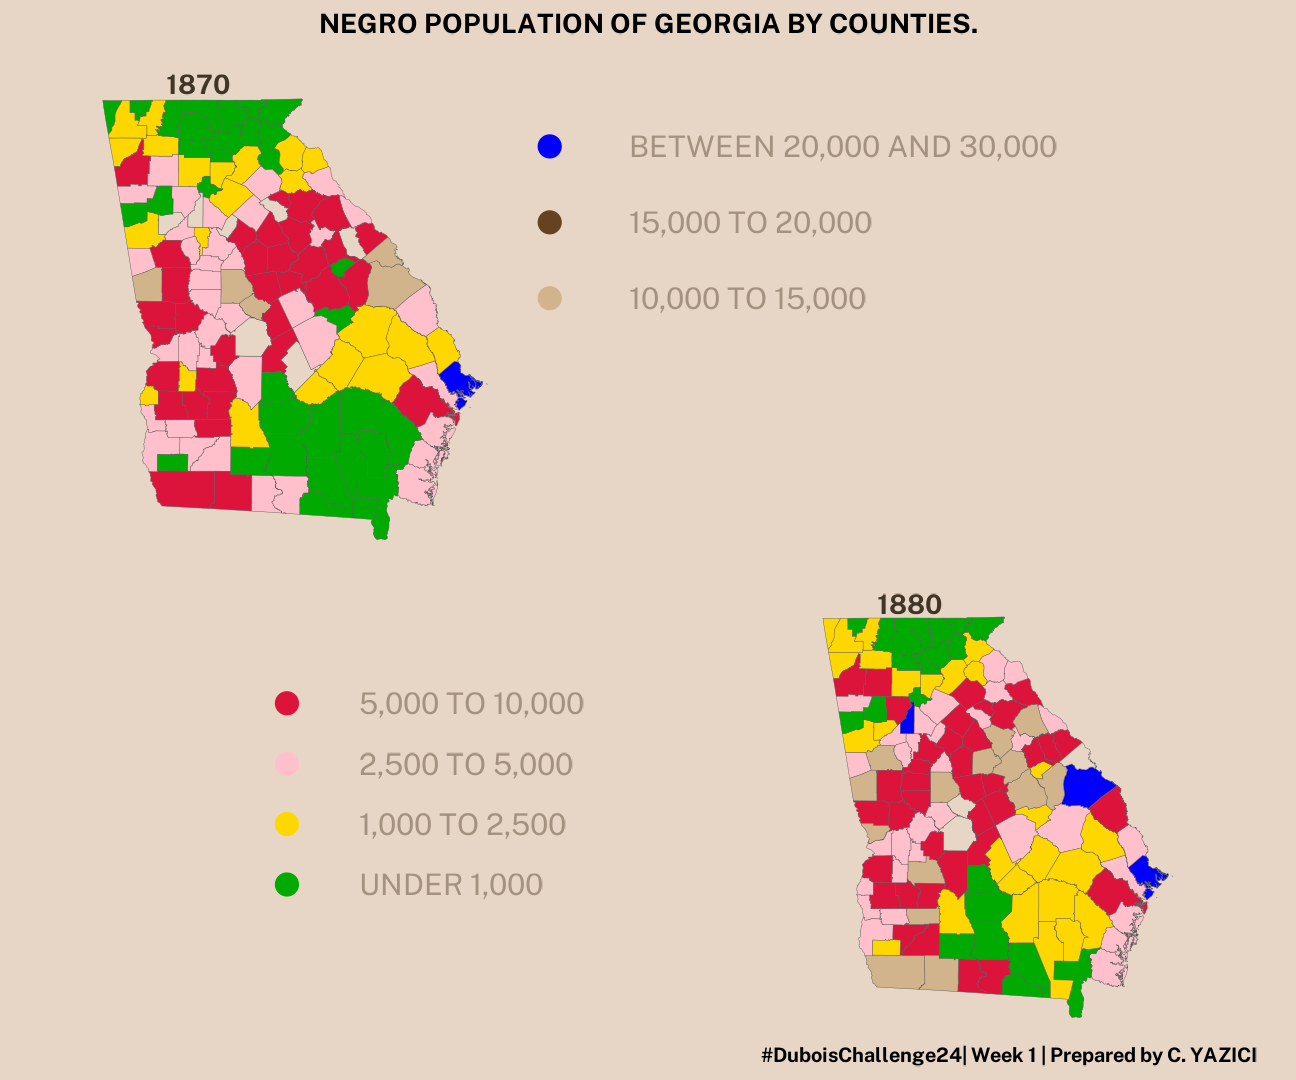 NEGRO POPULATION OF GEORGIA BY COUNTIES.
1870
BETWEEN 20,000 AND 30,000
15,000 TO 20,000
10,000 TO 15,000
1880
5,000 TO 10,000
2,500 TO 5,000
1,000 TO 2,500
UNDER 1,000
#DuboisChallenge24| Week 1 | Prepared by C. YAZICI